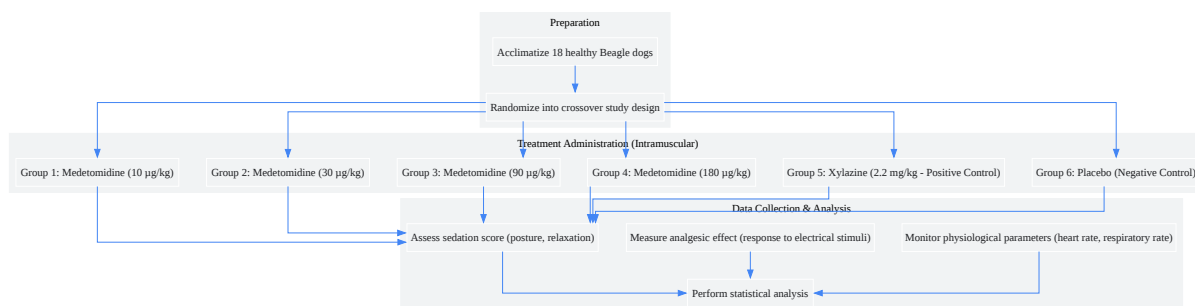 Preparation
Acclimatize 18 healthy Beagle dogs
Randomize into crossover study design
Treatment Administration (Intramuscular)
Group 1: Medetomidine (10 µg/kg)
Group 2: Medetomidine (30 µg/kg)
Group 3: Medetomidine (90 µg/kg)
Group 4: Medetomidine (180 µg/kg)
Group 5: Xylazine (2.2 mg/kg - Positive Control)
Group 6: Placebo (Negative Control)
Data Collection & Analysis
Assess sedation score (posture, relaxation)
Measure analgesic effect (response to electrical stimuli)
Monitor physiological parameters (heart rate, respiratory rate)
Perform statistical analysis